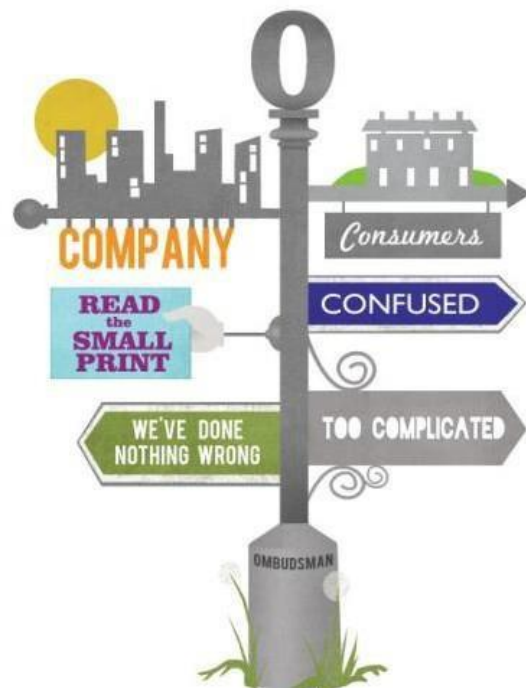 O
COMPANY
Consumers
READ
the
SMALL
PRINT
CONFUSED
WE'VE DONE
NOTHING WRONG
TOO COMPLICATED
OMBUDSMAN